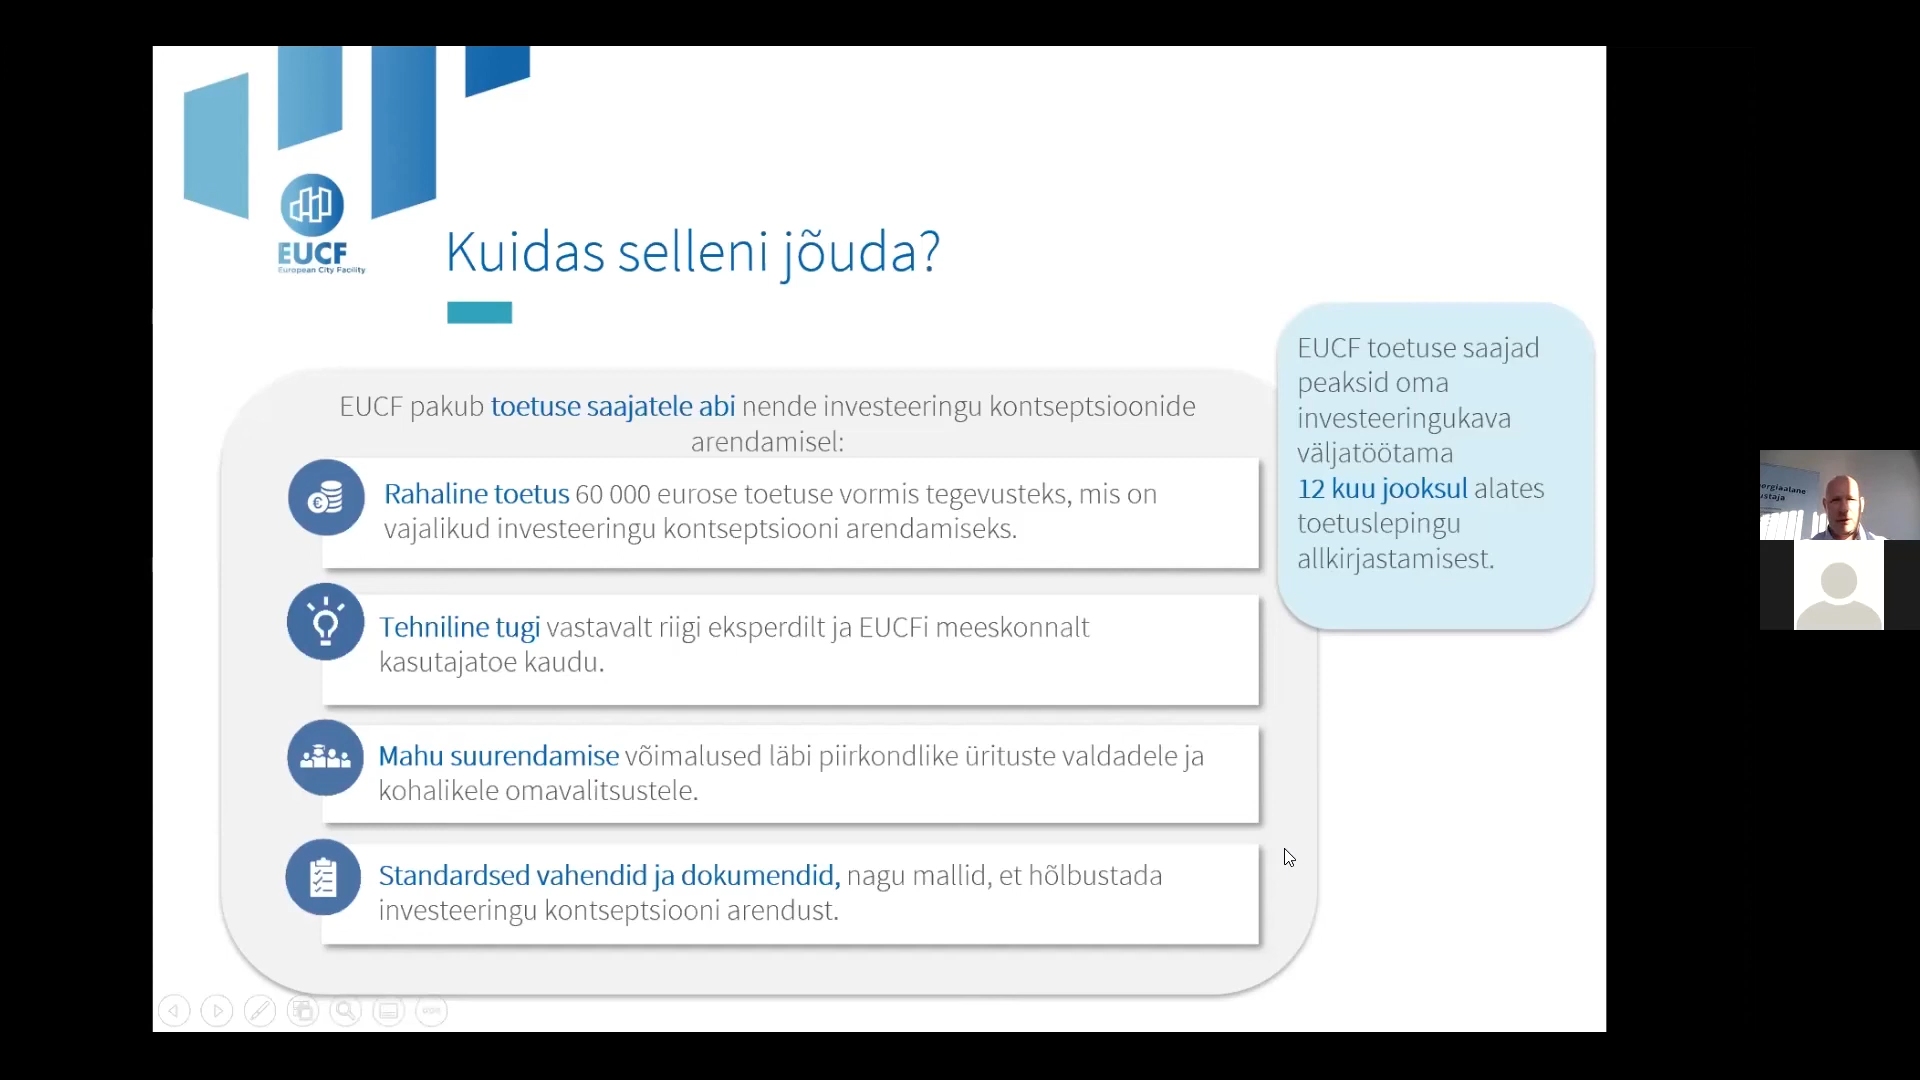 EUCF
European City Facility
Kuidas selleni jõuda?
EUCF pakub toetuse saajatele abi nende investeeringu kontseptsioonide
arendamisel:
Rahaline toetus 60 000 eurose toetuse vormis tegevusteks, mis on
vajalikud investeeringu kontseptsiooni arendamiseks.
Tehniline tugi vastavalt riigi eksperdilt ja EUCFi meeskonnalt
kasutajatoe kaudu.
Mahu suurendamise võimalused läbi piirkondlike ürituste valdadele ja
kohalikele omavalitsustele.
Standardsed vahendid ja dokumendid, nagu mallid, et hõlbustada
investeeringu kontseptsiooni arendust.
EUCF toetuse saajad
peaksid oma
investeeringukava
väljatöötama
12 kuu jooksul alates
toetuslepingu
allkirjastamisest.